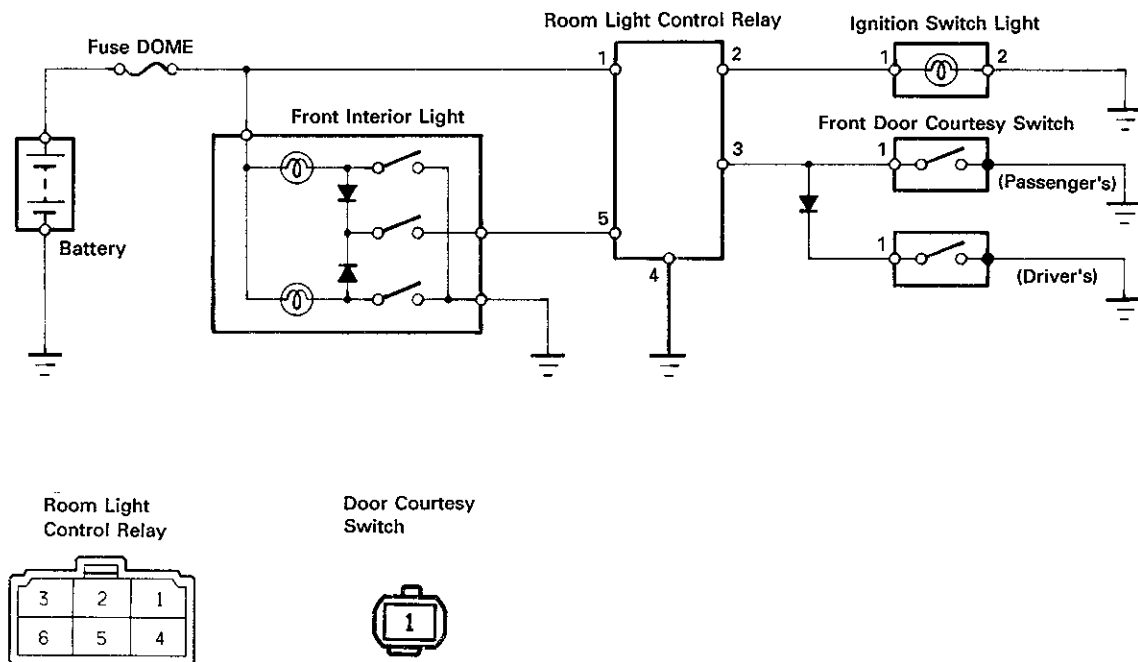 Room Light Control Relay
Ignition Switch Light
Fuse DOME
1
2
1
2
Front Interior Light
Front Door Courtesy Switch
3
1
(Passenger's)
5
Battery
4
1
(Driver's)
Room Light
Control Relay
Door Courtesy
Switch
3 2 1
6 5 4
1